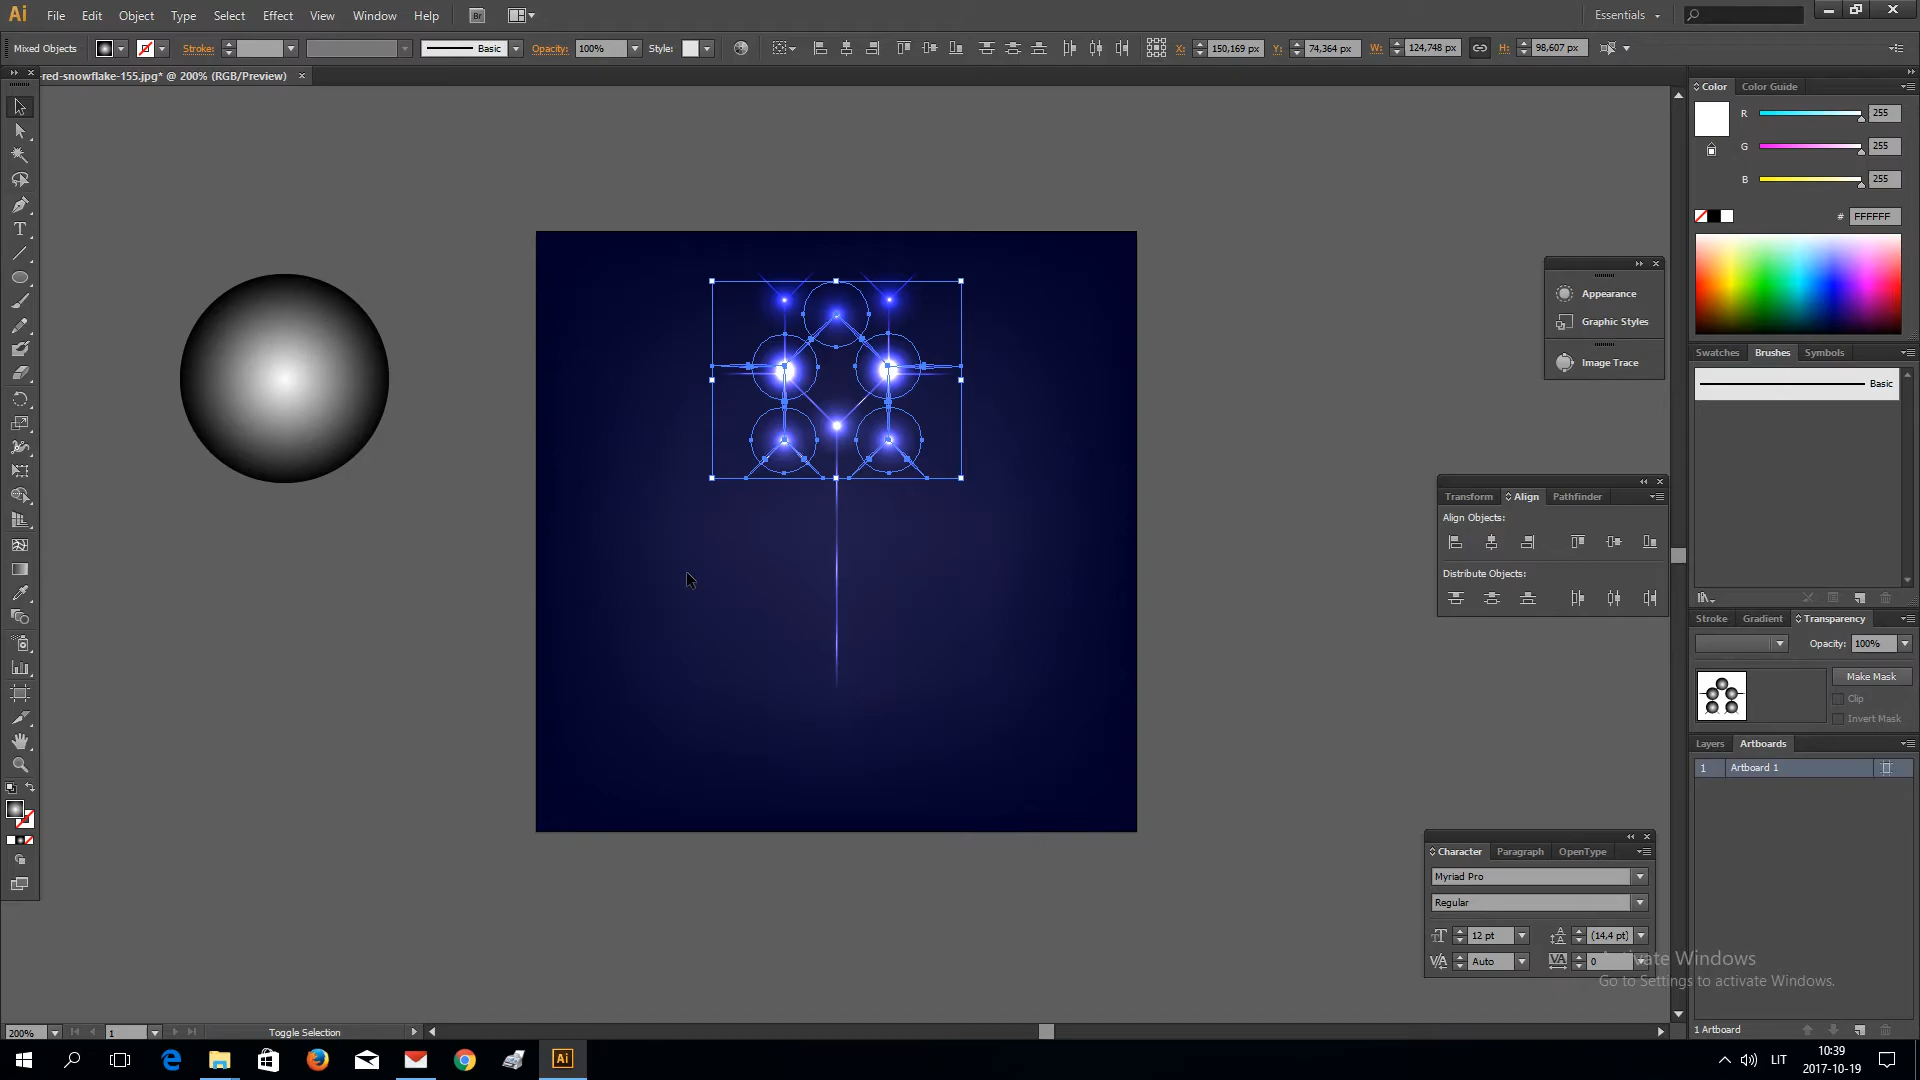 Ai File Edit Object Type Select Effect View Window Help Br Essentials
Mixed Objects Stroke: Basic Opacity: 100% Style: X: 150,169 px Y: 74,364 px W: 124,748 px H: 98,607 px
-red-snowflake-155.jpg* @ 200% (RGB/Preview)
Color Color Guide
R 255
G 255
B 255
# FFFFFF
Appearance
Graphic Styles
Image Trace
Swatches Brushes Symbols
Basic
Transform Align Pathfinder
Align Objects:
Distribute Objects:
Stroke Gradient Transparency
Opacity: 100%
Make Mask
Clip
Invert Mask
Layers Artboards
1 Artboard 1
Character Paragraph OpenType
Myriad Pro
Regular
12 pt (14,4 pt)
Auto 0
Activate Windows
Go to Settings to activate Windows.
1 Artboard
200% 1 Toggle Selection
Ai LIT 10:39
2017-10-19